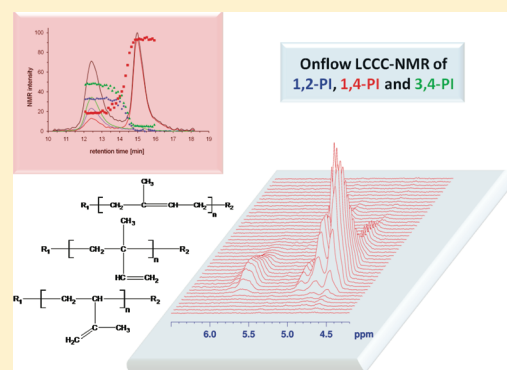 Onflow LCCC-NMR of
1,2-PI, 1,4-PI and 3,4-PI
NMR intensity
100
80
60
40
20
0
10 11 12 13 14 15 16 17 18 19
retention time [min]
CH₃
R₁ [ CH₂ C CH CH₂ ]n R₂
CH₃
R₁ [ CH₂ C ]n R₂
HC CH₂
R₁ [ CH₂ CH ]n R₂
C CH₃
H₂C
6.0 5.0 4.5 ppm